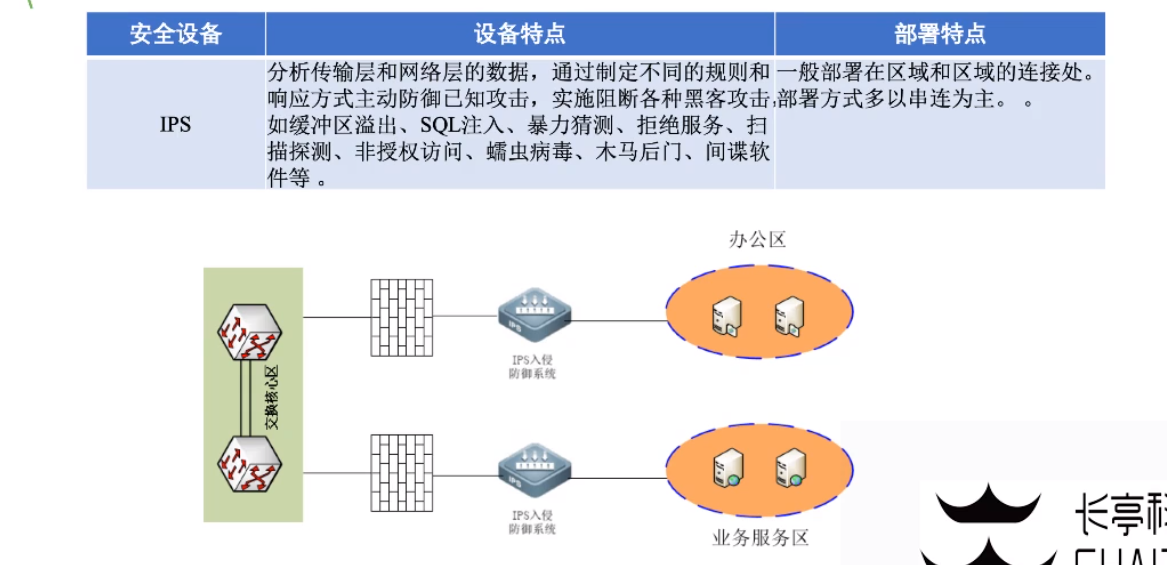 安全设备
设备特点
部署特点
IPS
分析传输层和网络层的数据，通过制定不同的规则和
响应方式主动防御已知攻击，实施阻断各种黑客攻击,
如缓冲区溢出、SQL注入、暴力猜测、拒绝服务、扫
描探测、非授权访问、蠕虫病毒、木马后门、间谍软
件等 。
一般部署在区域和区域的连接处。
部署方式多以串连为主。 。
办公区
IPS
IPS入侵
防御系统
交换核心区
IPS
IPS入侵
防御系统
业务服务区
长亭